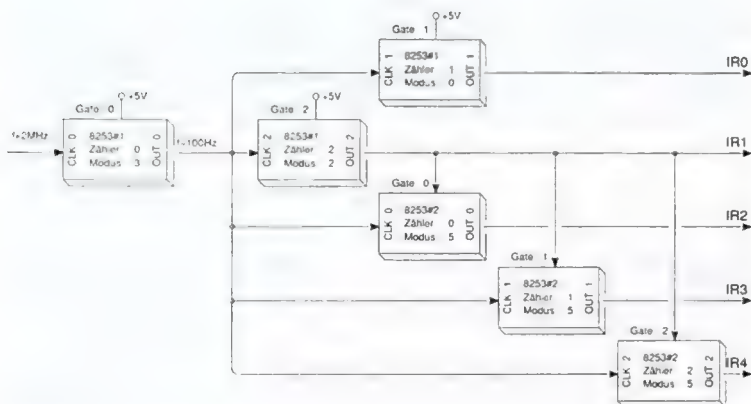 +5V
Gate 1
CLK 1
8253#1
Zähler 1
Modus 0
OUT 1
IR0
+5V
Gate 0
f=2MHz
CLK 0
8253#1
Zähler 0
Modus 3
OUT 0
f=100Hz
+5V
Gate 2
CLK 2
8253#1
Zähler 2
Modus 2
OUT 2
IR1
Gate 0
CLK 0
8253#2
Zähler 0
Modus 5
OUT 0
IR2
Gate 1
CLK 1
8253#2
Zähler 1
Modus 5
OUT 1
IR3
Gate 2
CLK 2
8253#2
Zähler 2
Modus 5
OUT 2
IR4